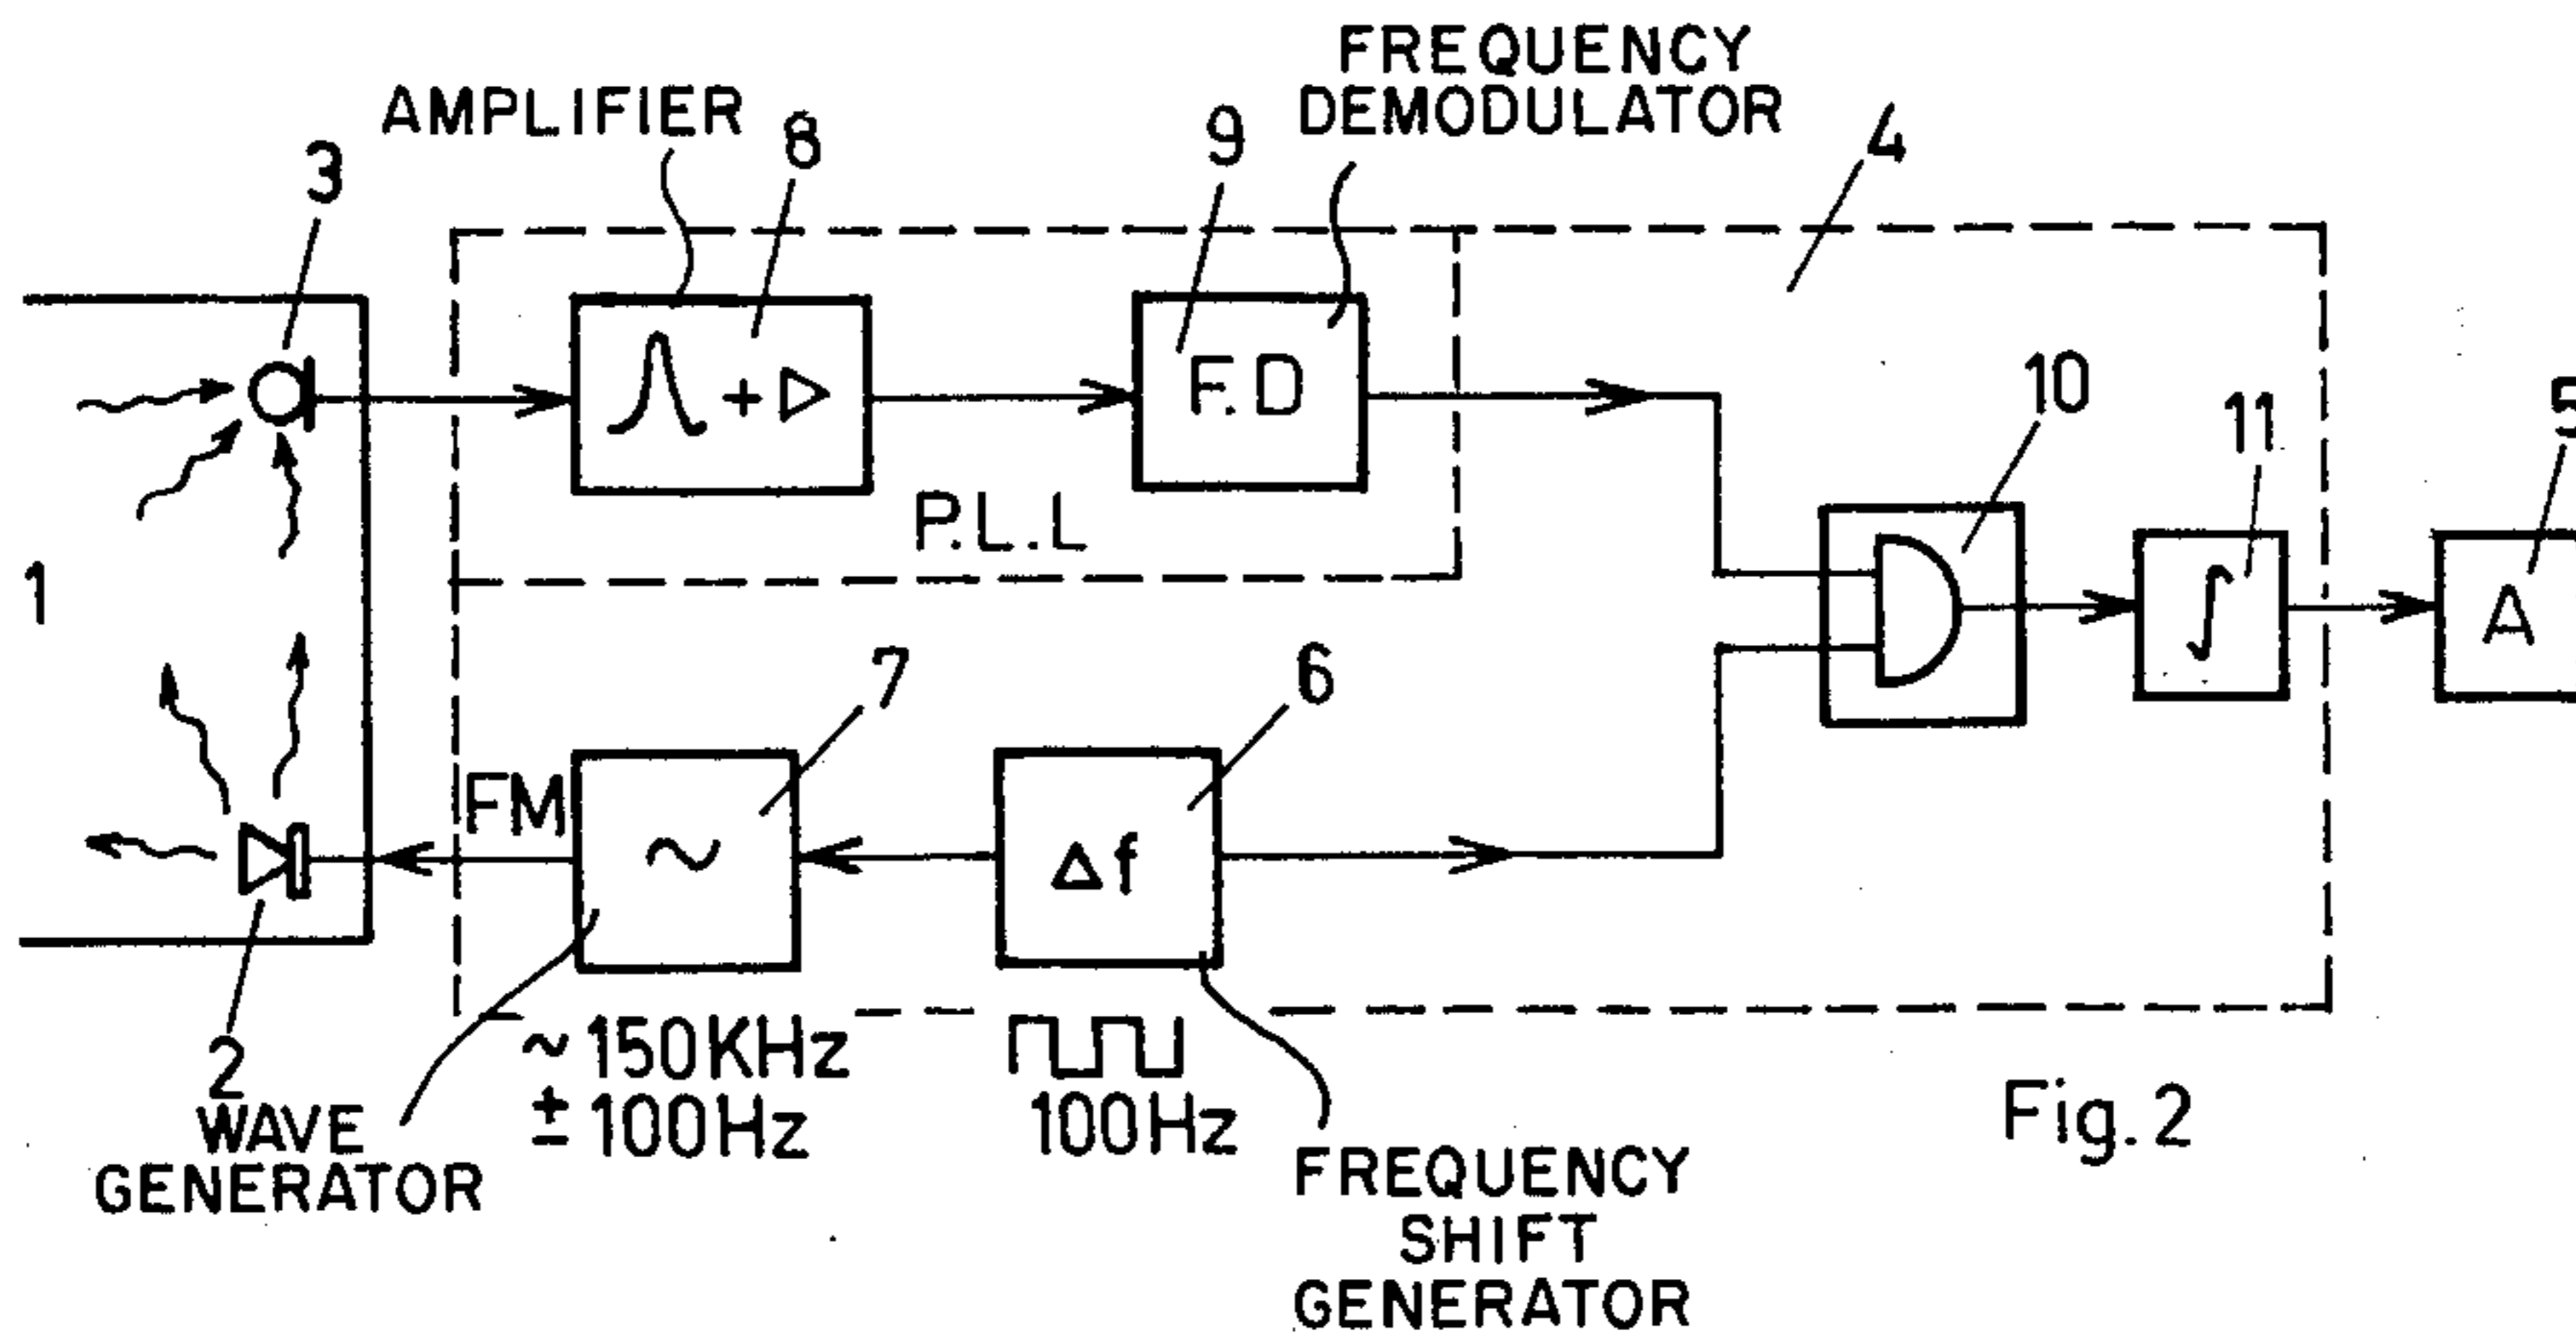 FREQUENCY
DEMODULATOR
AMPLIFIER
8
9
4
3
10
11
5
F.D
P.L.L
1
A
7
6
FM
~
Δf
+
∫
2
~150KHz
±100Hz
100Hz
WAVE
GENERATOR
Fig.2
FREQUENCY
SHIFT
GENERATOR